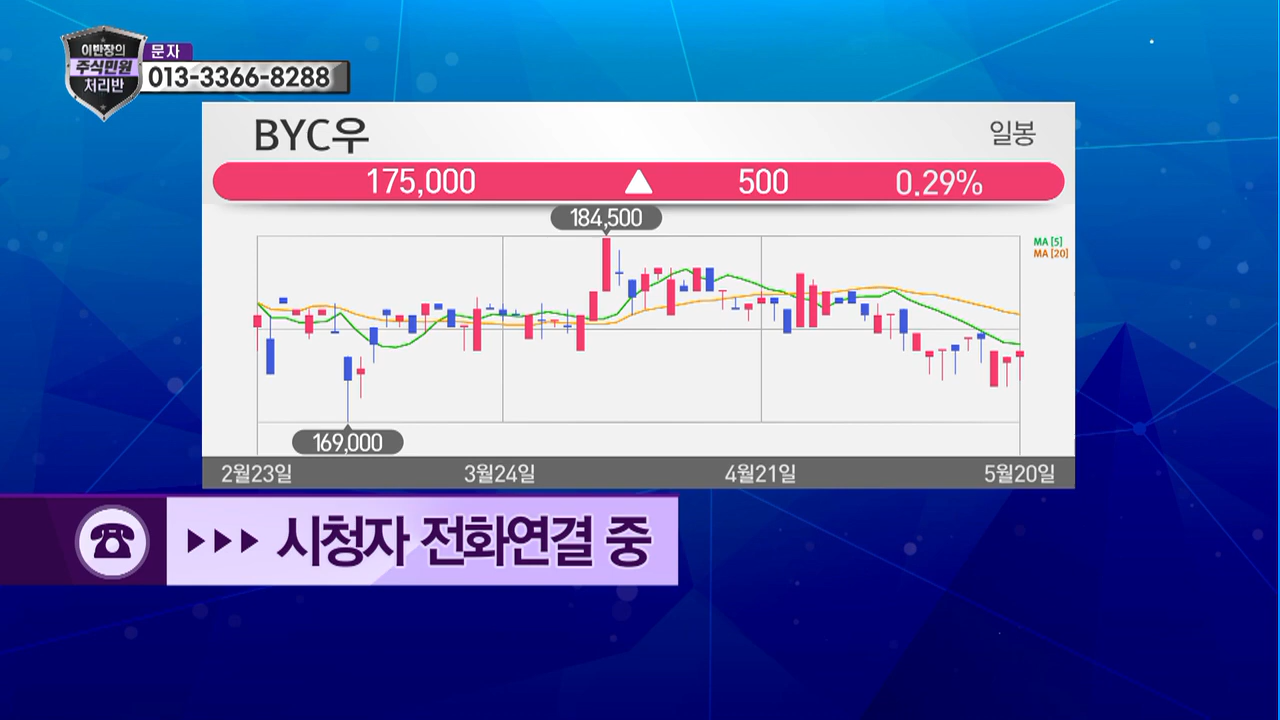 이반장의
주식민원
처리반
문자
013-3366-8288
BYC우
일봉
175,000 ▲ 500 0.29%
184,500
MA [5]
MA [20]
169,000
2월23일 3월24일 4월21일 5월20일
▶▶▶ 시청자 전화연결 중